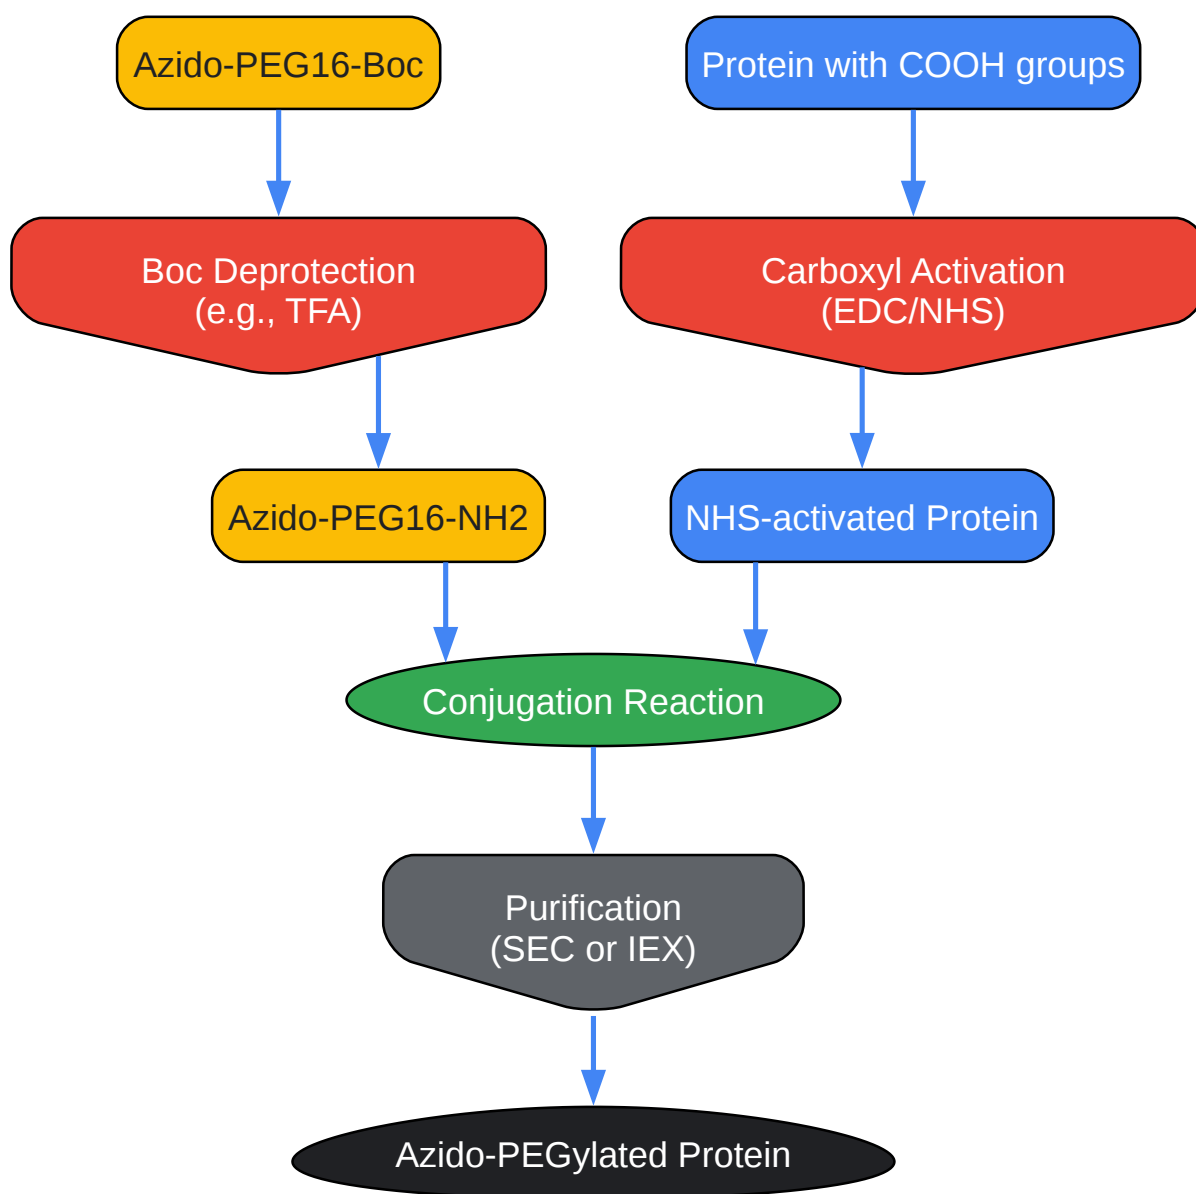 Azido-PEG16-Boc
Protein with COOH groups
Boc Deprotection
(e.g., TFA)
Carboxyl Activation
(EDC/NHS)
Azido-PEG16-NH2
NHS-activated Protein
Conjugation Reaction
Purification
(SEC or IEX)
Azido-PEGylated Protein